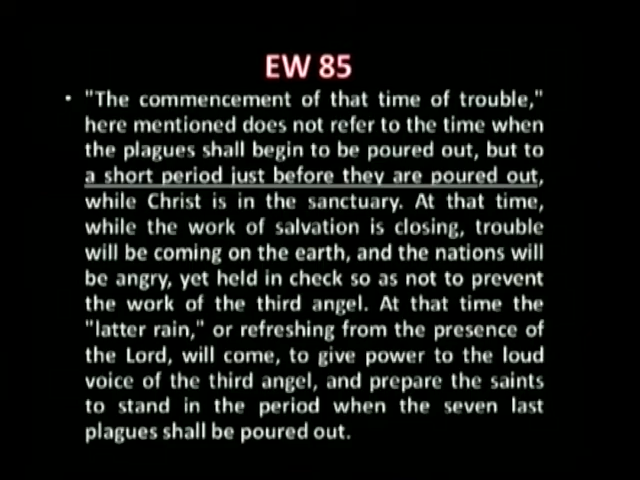 EW 85
• "The commencement of that time of trouble,"
here mentioned does not refer to the time when
the plagues shall begin to be poured out, but to
a short period just before they are poured out,
while Christ is in the sanctuary. At that time,
while the work of salvation is closing, trouble
will be coming on the earth, and the nations will
be angry, yet held in check so as not to prevent
the work of the third angel. At that time the
"latter rain," or refreshing from the presence of
the Lord, will come, to give power to the loud
voice of the third angel, and prepare the saints
to stand in the period when the seven last
plagues shall be poured out.